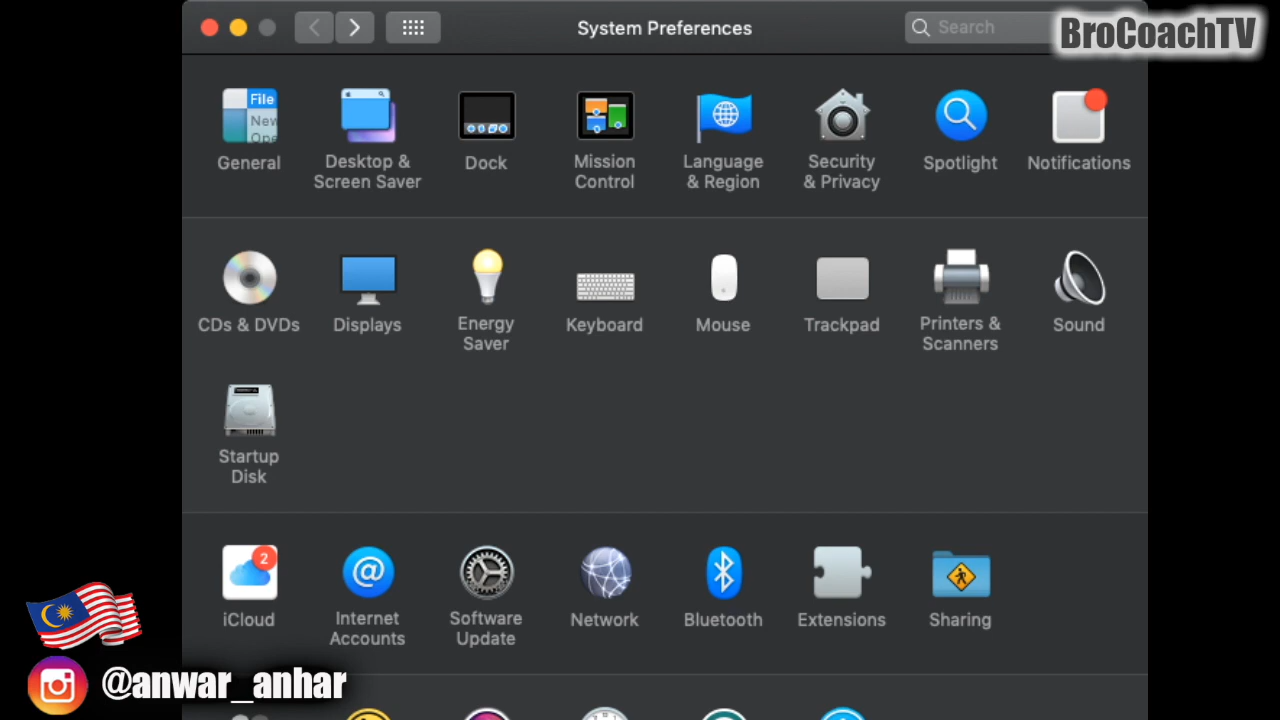 System Preferences
Search
BroCoachTV
File
New
Ope
General
Desktop &
Screen Saver
Dock
Mission
Control
Language
& Region
Security
& Privacy
Spotlight
Notifications
CDs & DVDs
Displays
Energy
Saver
Keyboard
Mouse
Trackpad
Printers &
Scanners
Sound
Startup
Disk
2
iCloud
@
Internet
Accounts
Software
Update
Network
Bluetooth
Extensions
Sharing
@anwar_anhar